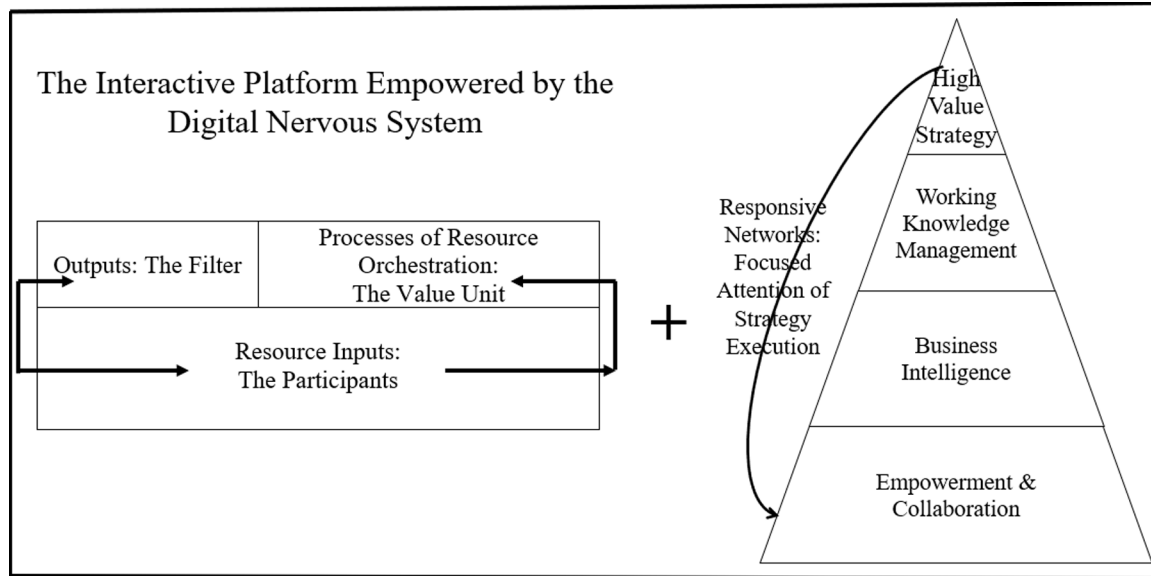 The Interactive Platform Empowered by the
Digital Nervous System
Outputs: The Filter
Processes of Resource
Orchestration:
The Value Unit
Resource Inputs:
The Participants
+
Responsive
Networks:
Focused
Attention of
Strategy
Execution
High
Value
Strategy
Working
Knowledge
Management
Business
Intelligence
Empowerment &
Collaboration